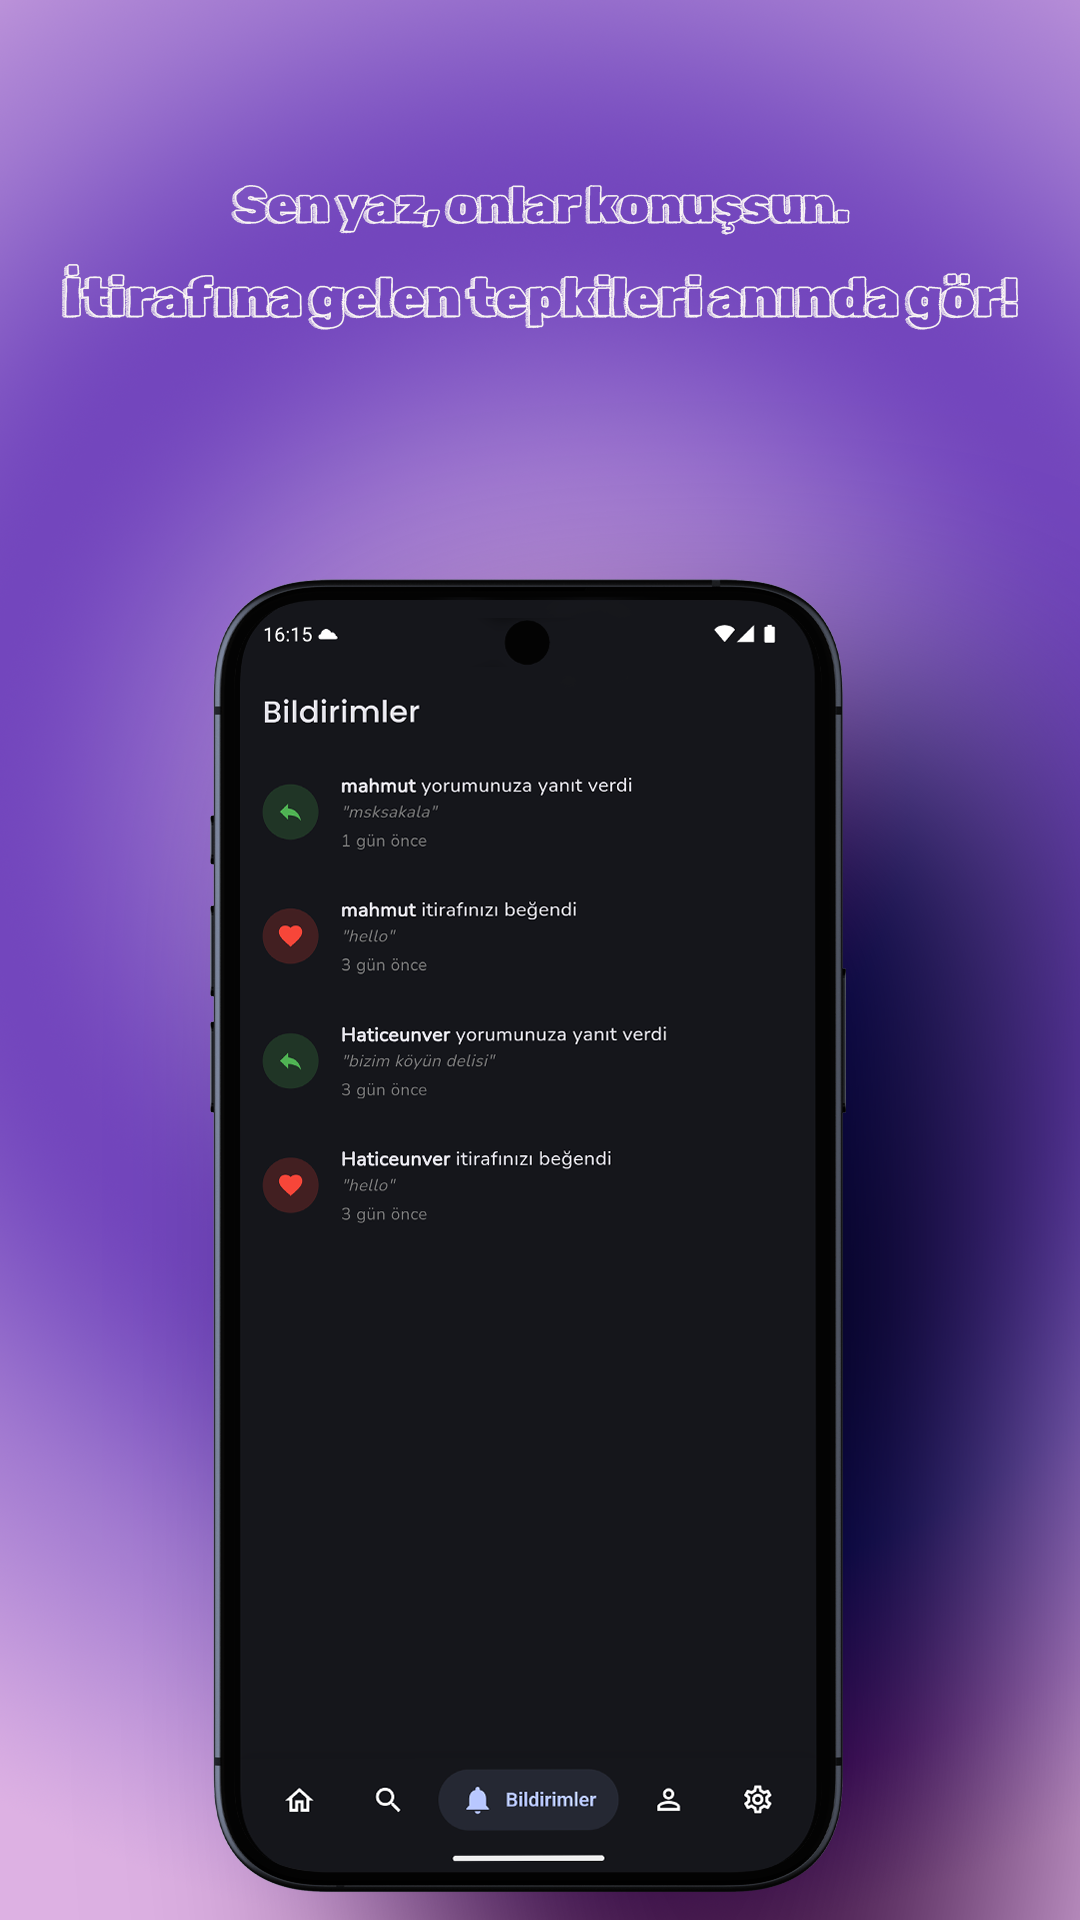 Sen yaz, onlar konuşsun.
İtirafına gelen tepkileri anında gör!
16:15
Bildirimler
mahmut yorumunuza yanıt verdi
"msksakala"
1 gün önce
mahmut itirafınızı beğendi
"hello"
3 gün önce
Haticeunver yorumunuza yanıt verdi
"bizim köyün delisi"
3 gün önce
Haticeunver itirafınızı beğendi
"hello"
3 gün önce
Bildirimler